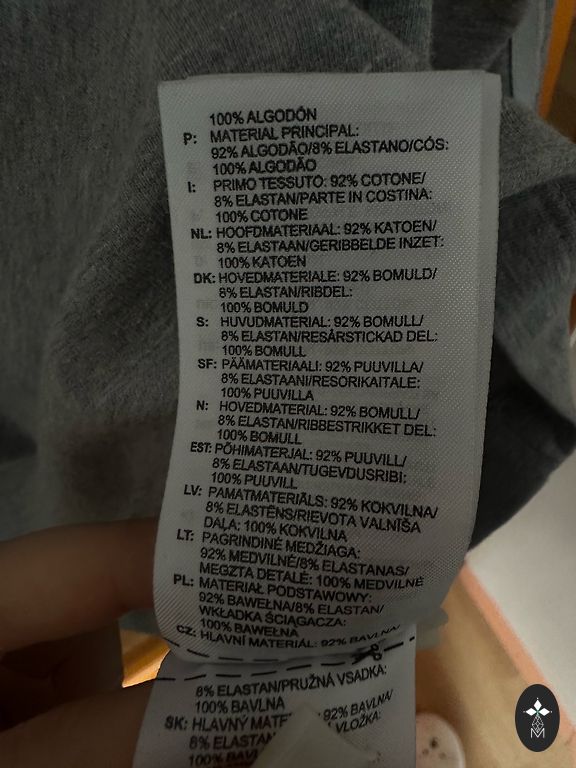 100% ALGODÓN
P: MATERIAL PRINCIPAL:
92% ALGODÃO/8% ELASTANO/CÓS:
100% ALGODÃO
I: PRIMO TESSUTO: 92% COTONE/
8% ELASTAN/PARTE IN COSTINA:
100% COTONE
NL: HOOFDMATERIAAL: 92% KATOEN/
8% ELASTAAN/GERIBBELDE INZET:
100% KATOEN
DK: HOVEDMATERIALE: 92% BOMULD/
8% ELASTAN/RIBDEL:
100% BOMULD
S: HUVUDMATERIAL: 92% BOMULL/
8% ELASTAN/RESÅRSTICKAD DEL:
100% BOMULL
SF: PÄÄMATERIAALI: 92% PUUVILLA/
8% ELASTAANI/RESORIKAITALE:
100% PUUVILLA
N: HOVEDMATERIAL: 92% BOMULL/
8% ELASTAN/RIBBESTRIKKET DEL:
100% BOMULL
EST: PÕHIMATERJAL: 92% PUUVILL/
8% ELASTAAN/TUGEVDUSRIBI:
100% PUUVILL
LV: PAMATMATERIĀLS: 92% KOKVILNA/
8% ELASTĒNS/RIEVOTA VALNĪŠA
DAĻA: 100% KOKVILNA
LT: PAGRINDINĖ MEDŽIAGA:
92% MEDVILNĖ/8% ELASTANAS/
MEGZTA DETALĖ: 100% MEDVILNĖ
PL: MATERIAŁ PODSTAWOWY:
92% BAWEŁNA/8% ELASTAN/
WKŁADKA ŚCIĄGACZA:
100% BAWEŁNA
CZ: HLAVNÍ MATERIÁL: 92% BAVLNA/
8% ELASTAN/PRUŽNÁ VSADKA:
100% BAVLNA
SK: HLAVNÝ 92% BAVLNA/
8% VLOŽKA:
100%